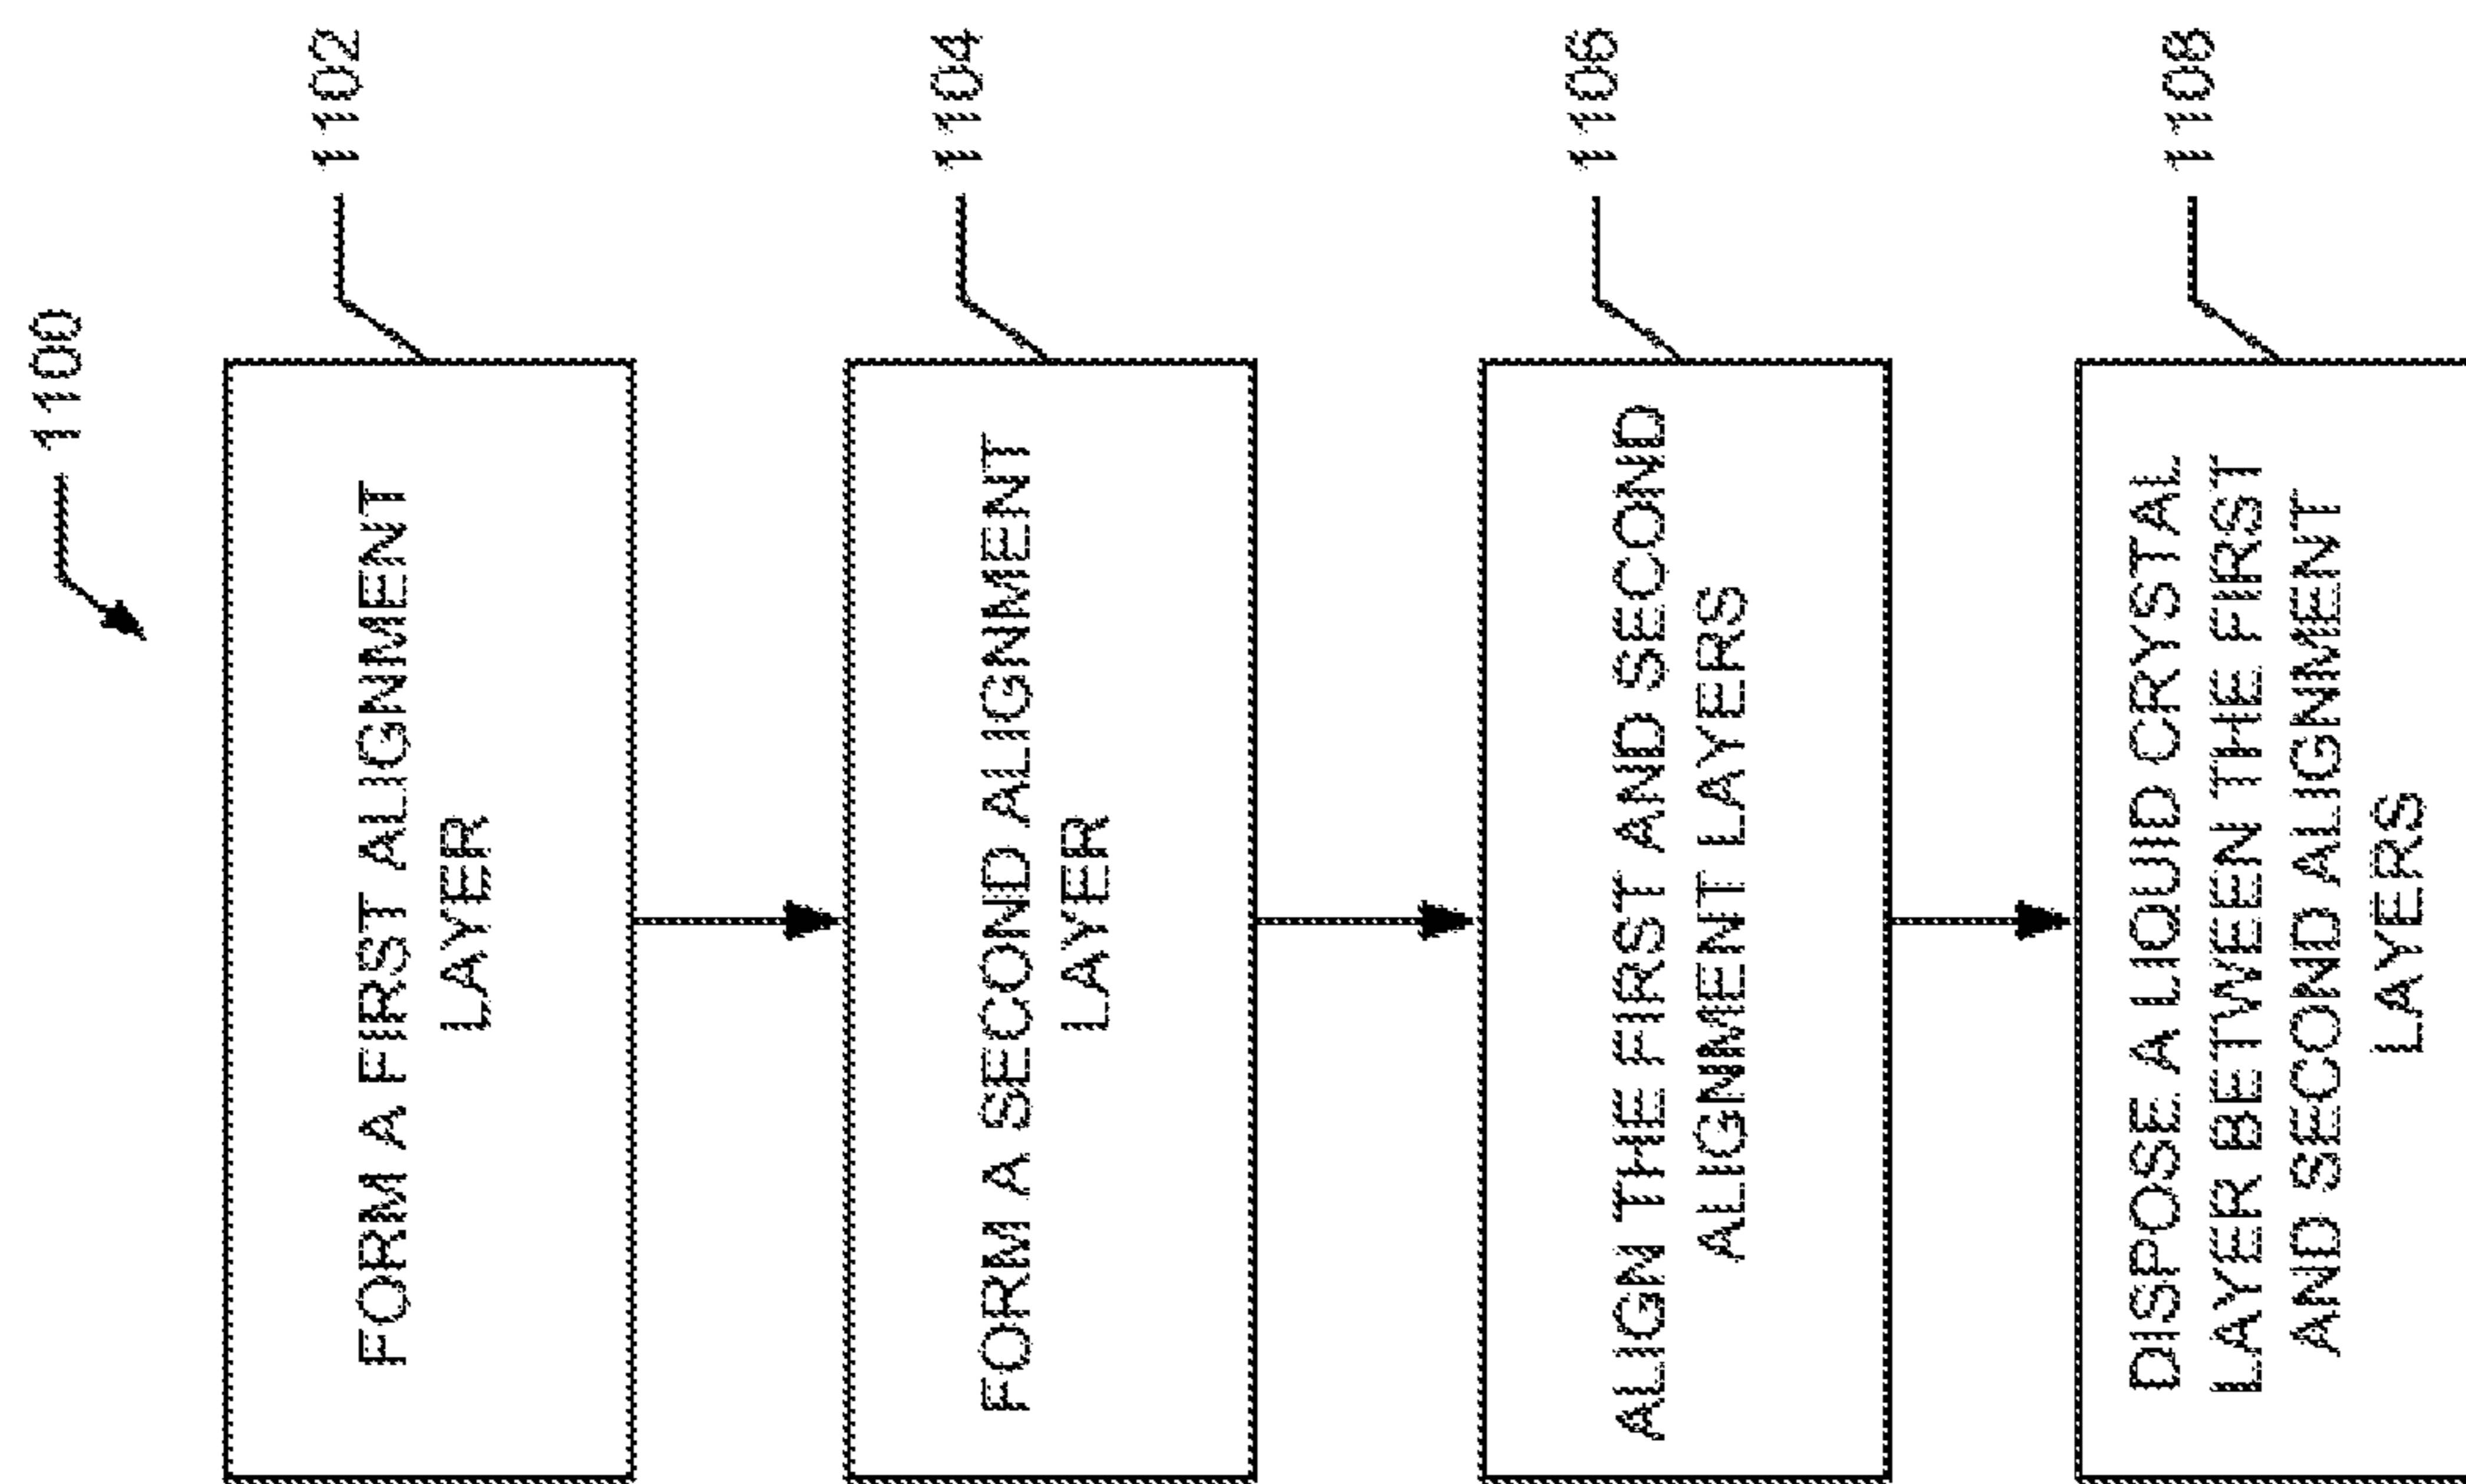 1100
FORM A FIRST ALIGNMENT
LAYER
1102
FORM A SECOND ALIGNMENT
LAYER
1104
ALIGN THE FIRST AND SECOND
ALIGNMENT LAYERS
1106
DISPOSE A LIQUID CRYSTAL
LAYER BETWEEN THE FIRST
AND SECOND ALIGNMENT
LAYERS
1108